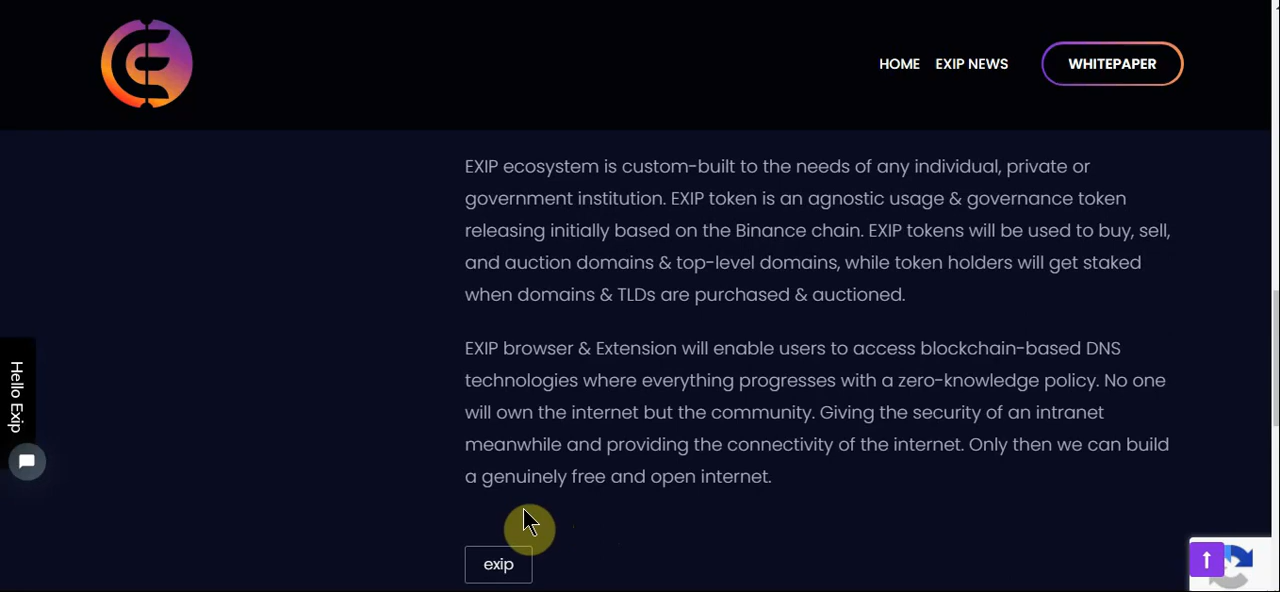 HOME EXIP NEWS WHITEPAPER
EXIP ecosystem is custom-built to the needs of any individual, private or
government institution. EXIP token is an agnostic usage & governance token
releasing initially based on the Binance chain. EXIP tokens will be used to buy, sell,
and auction domains & top-level domains, while token holders will get staked
when domains & TLDs are purchased & auctioned.
EXIP browser & Extension will enable users to access blockchain-based DNS
technologies where everything progresses with a zero-knowledge policy. No one
will own the internet but the community. Giving the security of an intranet
meanwhile and providing the connectivity of the internet. Only then we can build
a genuinely free and open internet.
Hello Exip
exip